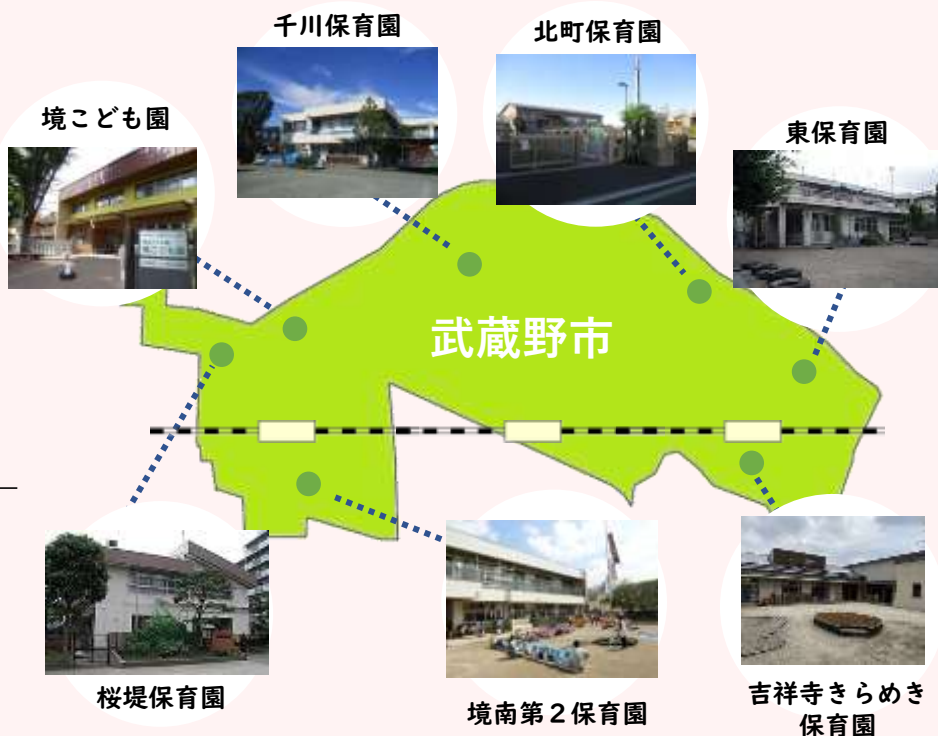 千川保育園
北町保育園
境こども園
東保育園
武蔵野市
桜堤保育園
境南第２保育園
吉祥寺きらめき
保育園